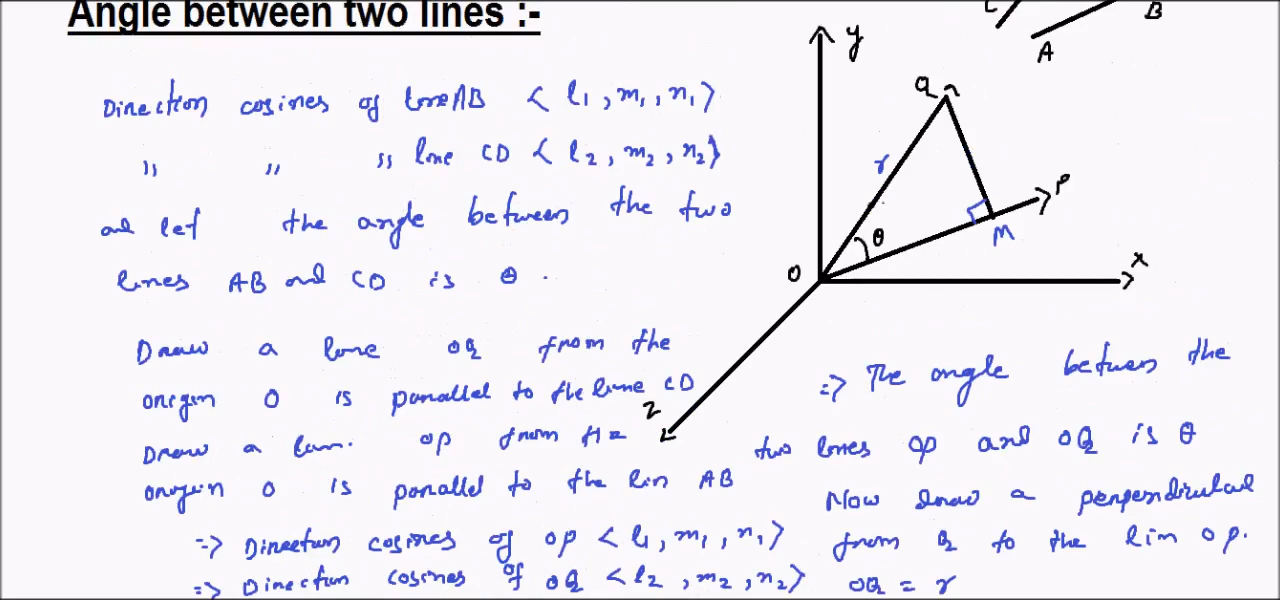 Angle between two lines :-
Direction cosines of line AB < l1, m1, n1>
" " " line CD < l2, m2, n2>
and let the angle between the two
lines AB and CD is θ.
Draw a line OQ from the
origin O is parallel to the line CD
Draw a line OP from the
origin O is parallel to the lin AB
=> Direction cosines of OP < l1, m1, n1>
=> Direction cosines of OQ < l2, m2, n2>
C
A
B
y
Q
r
θ
P
M
O
x
z
=> The angle between the
two lines OP and OQ is θ
Now draw a perpendicular
from Q to the lin OP.
OQ = r